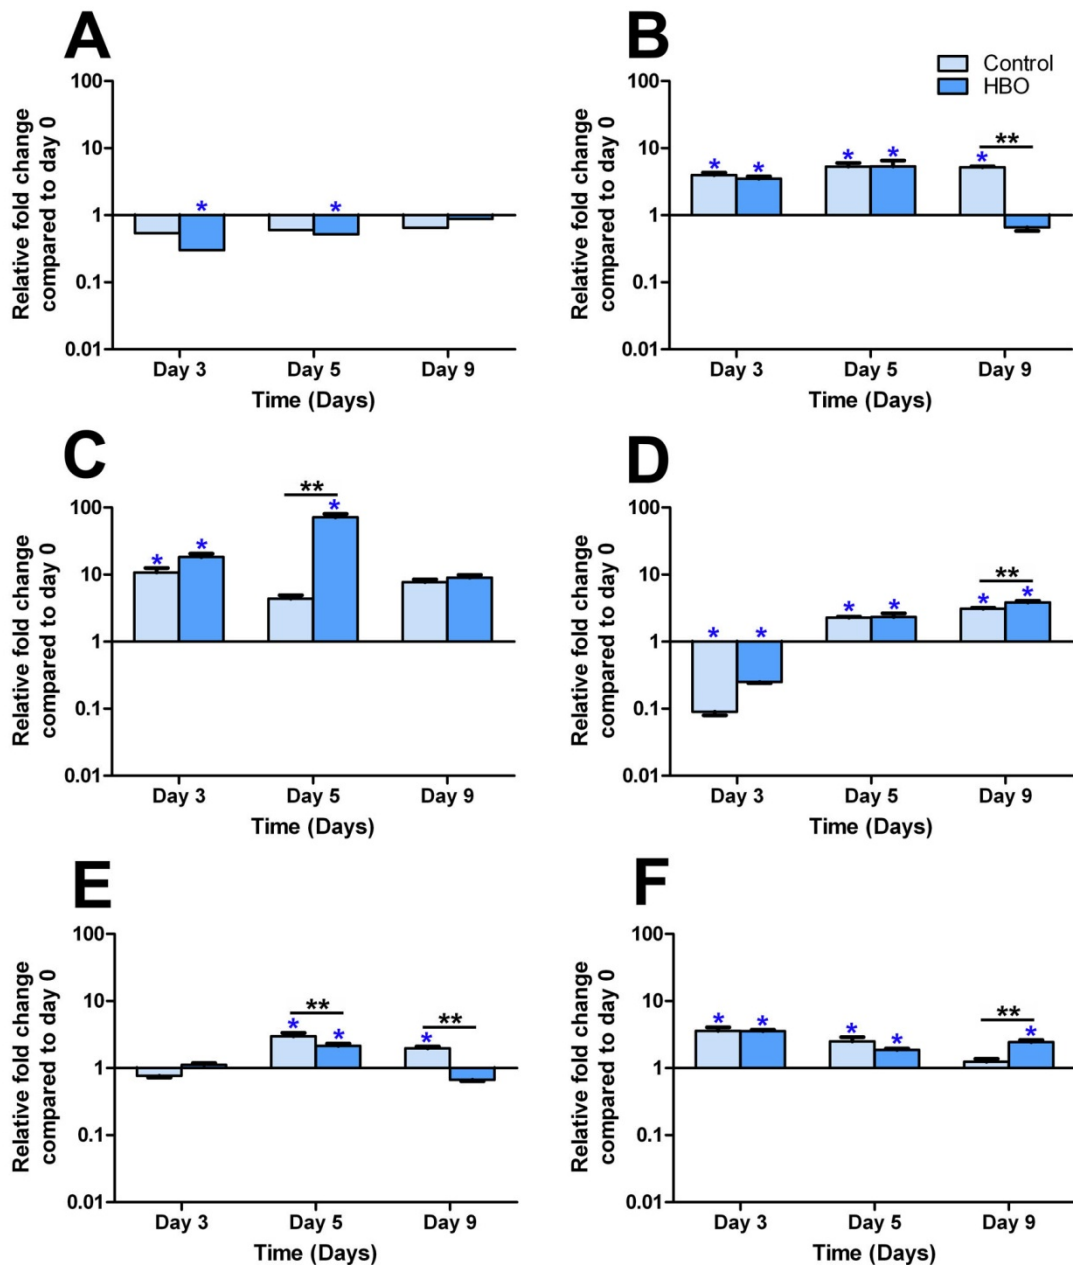 A
Relative fold change
compared to day 0
100
10
1
0.1
0.01
*
*
Day 3
Day 5
Day 9
Time (Days)
B
Control
HBO
Relative fold change
compared to day 0
100
10
1
0.1
0.01
*
*
*
*
*
**
Day 3
Day 5
Day 9
Time (Days)
C
Relative fold change
compared to day 0
100
10
1
0.1
0.01
*
*
**
*
Day 3
Day 5
Day 9
Time (Days)
D
Relative fold change
compared to day 0
100
10
1
0.1
0.01
*
*
*
*
**
*
*
Day 3
Day 5
Day 9
Time (Days)
E
Relative fold change
compared to day 0
100
10
1
0.1
0.01
**
*
*
**
*
Day 3
Day 5
Day 9
Time (Days)
F
Relative fold change
compared to day 0
100
10
1
0.1
0.01
*
*
*
*
**
*
Day 3
Day 5
Day 9
Time (Days)